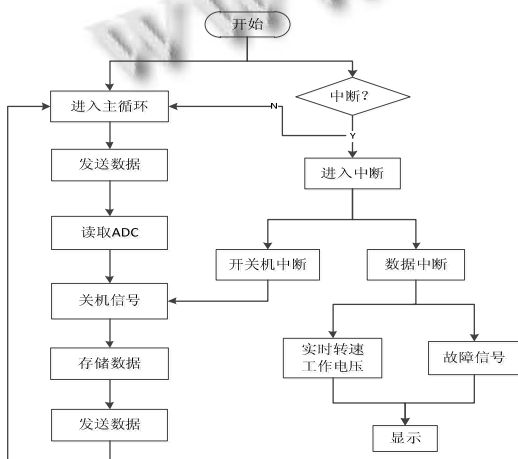 开始
进入主循环
中断？
N
Y
发送数据
进入中断
读取ADC
开关机中断
数据中断
关机信号
实时转速
工作电压
故障信号
存储数据
发送数据
显示